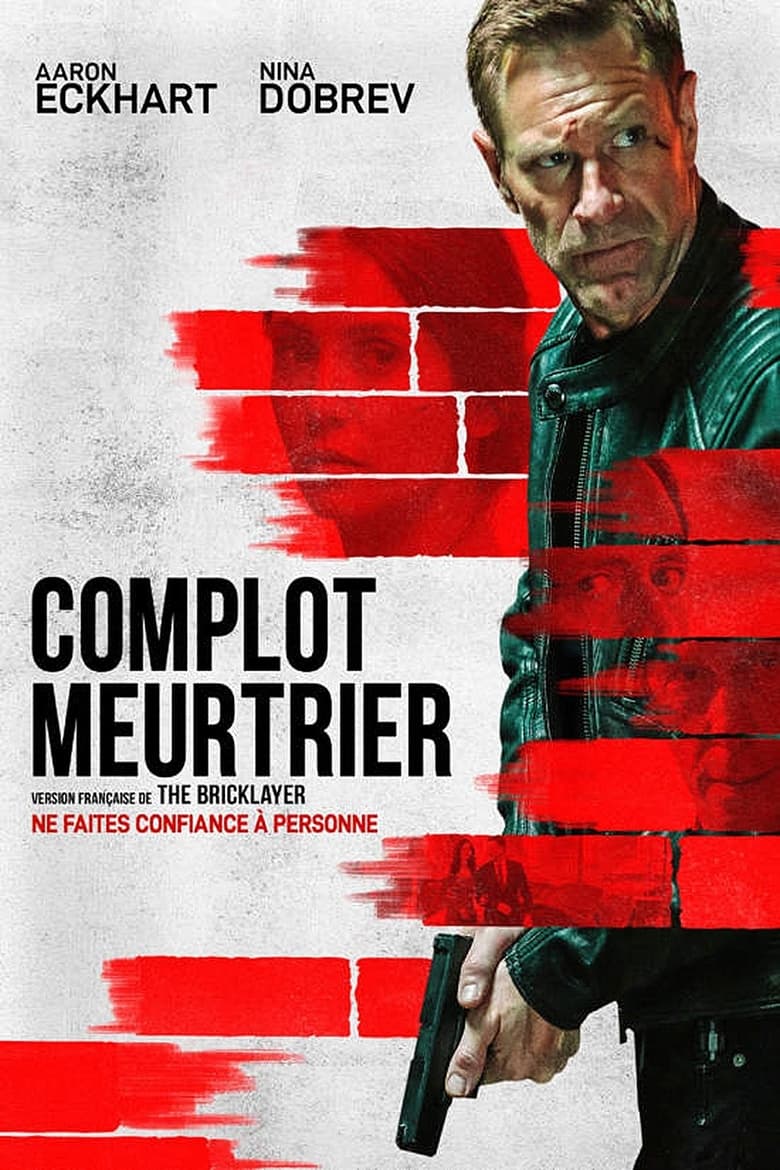 AARON
ECKHART
NINA
DOBREV
COMPLOT
MEURTRIER
VERSION FRANÇAISE DE THE BRICKLAYER
NE FAITES CONFIANCE À PERSONNE